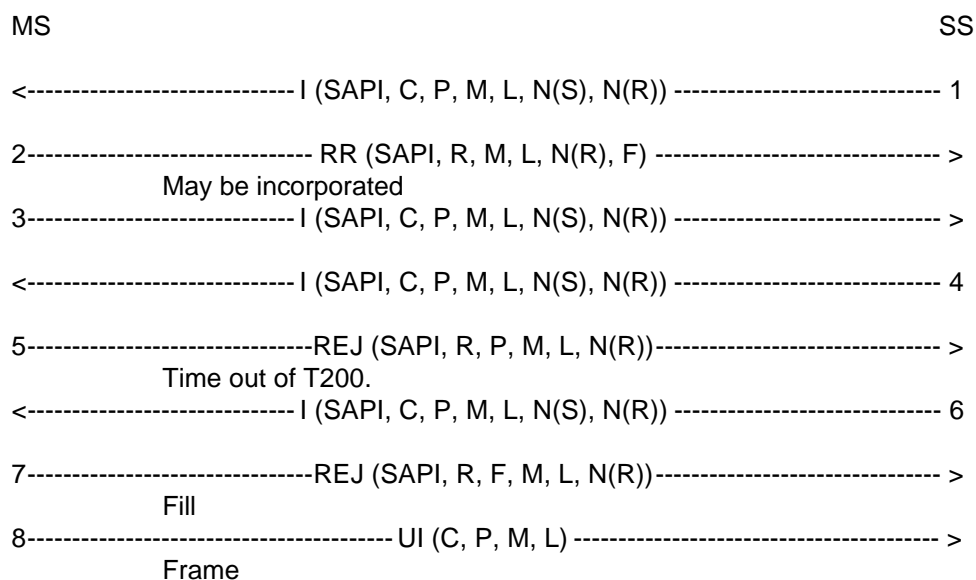 MS SS
<------------------------------ I (SAPI, C, P, M, L, N(S), N(R)) ------------------------------ 1
2-------------------------------- RR (SAPI, R, M, L, N(R), F) -------------------------------- >
May be incorporated
3------------------------------ I (SAPI, C, P, M, L, N(S), N(R)) ------------------------------ >
<------------------------------ I (SAPI, C, P, M, L, N(S), N(R)) ------------------------------ 4
5--------------------------------REJ (SAPI, R, P, M, L, N(R))-------------------------------- >
Time out of T200.
<------------------------------ I (SAPI, C, P, M, L, N(S), N(R)) ------------------------------ 6
7--------------------------------REJ (SAPI, R, F, M, L, N(R))-------------------------------- >
Fill
8----------------------------------------- UI (C, P, M, L) ----------------------------------------- >
Frame